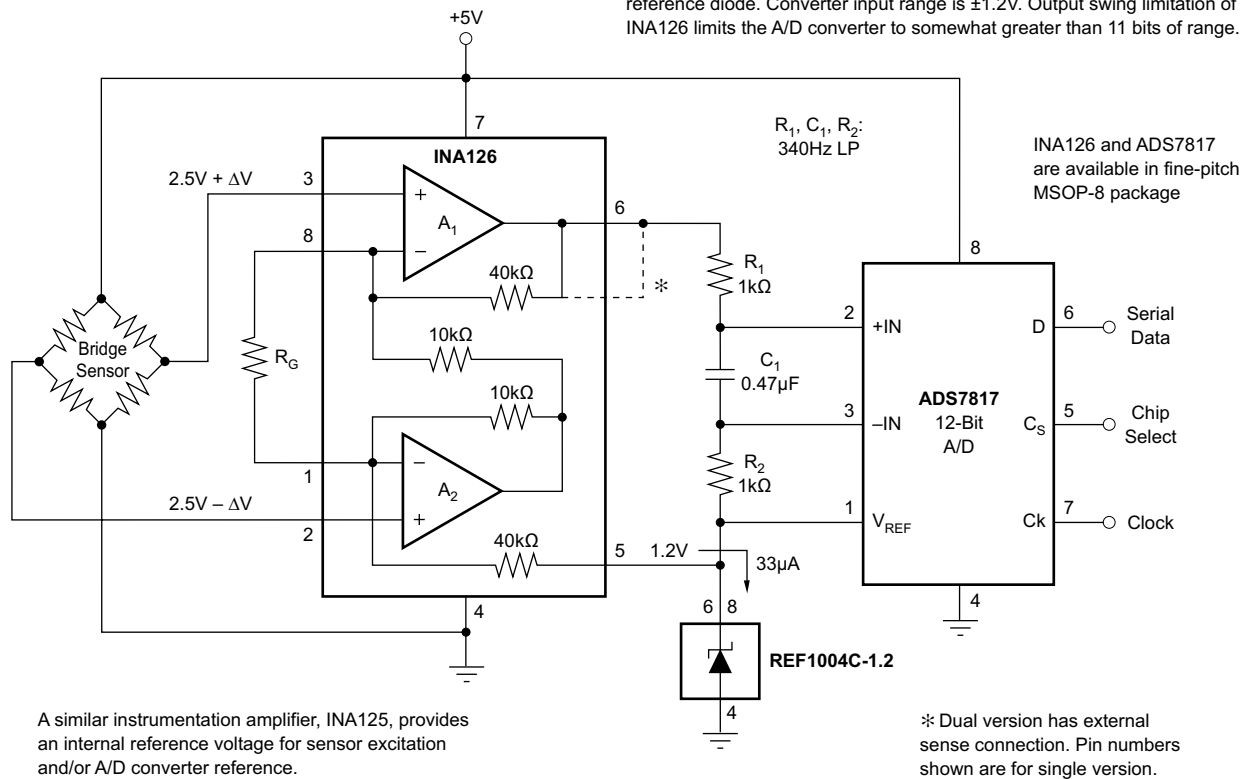 reference diode. Converter input range is ±1.2V. Output swing limitation of
INA126 limits the A/D converter to somewhat greater than 11 bits of range.
+5V
7
INA126
R1, C1, R2:
340Hz LP
INA126 and ADS7817
are available in fine-pitch
MSOP-8 package
2.5V + ΔV
3
+
A1
–
8
6
40kΩ
*
10kΩ
10kΩ
RG
Bridge
Sensor
1
–
A2
+
2.5V – ΔV
2
40kΩ
5
4
R1
1kΩ
C1
0.47µF
R2
1kΩ
1.2V
33µA
8
2
+IN
3
–IN
1
VREF
ADS7817
12-Bit
A/D
D
6
Serial
Data
CS
5
Chip
Select
Ck
7
Clock
4
6 8
REF1004C-1.2
4
A similar instrumentation amplifier, INA125, provides
an internal reference voltage for sensor excitation
and/or A/D converter reference.
* Dual version has external
sense connection. Pin numbers
shown are for single version.